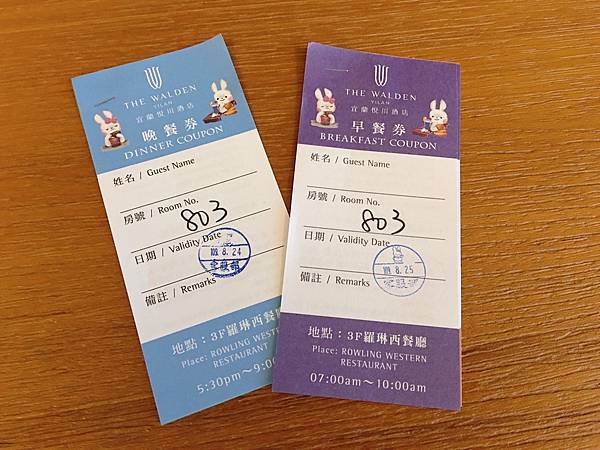 THE WALDEN
YILAN
宜蘭悅川酒店
晚餐券
DINNER COUPON
姓名 / Guest Name
房號 / Room No.
803
日期 / Validity Date
109.8.24
備註 / Remarks
地點：3F羅琳西餐廳
Place: ROWLING WESTERN
RESTAURANT
5:30pm～9:00
THE WALDEN
YILAN
宜蘭悅川酒店
早餐券
BREAKFAST COUPON
姓名 / Guest Name
房號 / Room No.
803
日期 / Validity Date
109.8.25
備註 / Remarks
地點：3F羅琳西餐廳
Place: ROWLING WESTERN
RESTAURANT
07:00am～10:00am